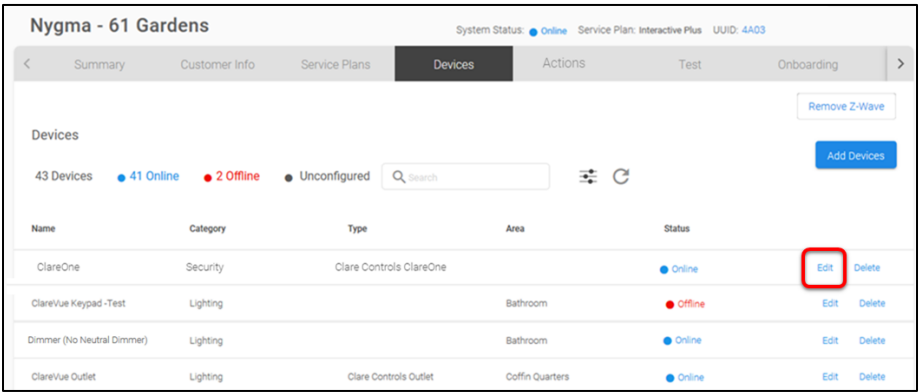 Nygma - 61 Gardens
System Status: Online Service Plan: Interactive Plus UUID: 4A03
< Summary Customer Info Service Plans Devices Actions Test Onboarding >
Remove Z-Wave
Devices
Add Devices
43 Devices 41 Online 2 Offline Unconfigured Search
Name Category Type Area Status
ClareOne Security Clare Controls ClareOne Online Edit Delete
ClareVue Keypad -Test Lighting Bathroom Offline Edit Delete
Dimmer (No Neutral Dimmer) Lighting Bathroom Online Edit Delete
ClareVue Outlet Lighting Clare Controls Outlet Coffin Quarters Online Edit Delete